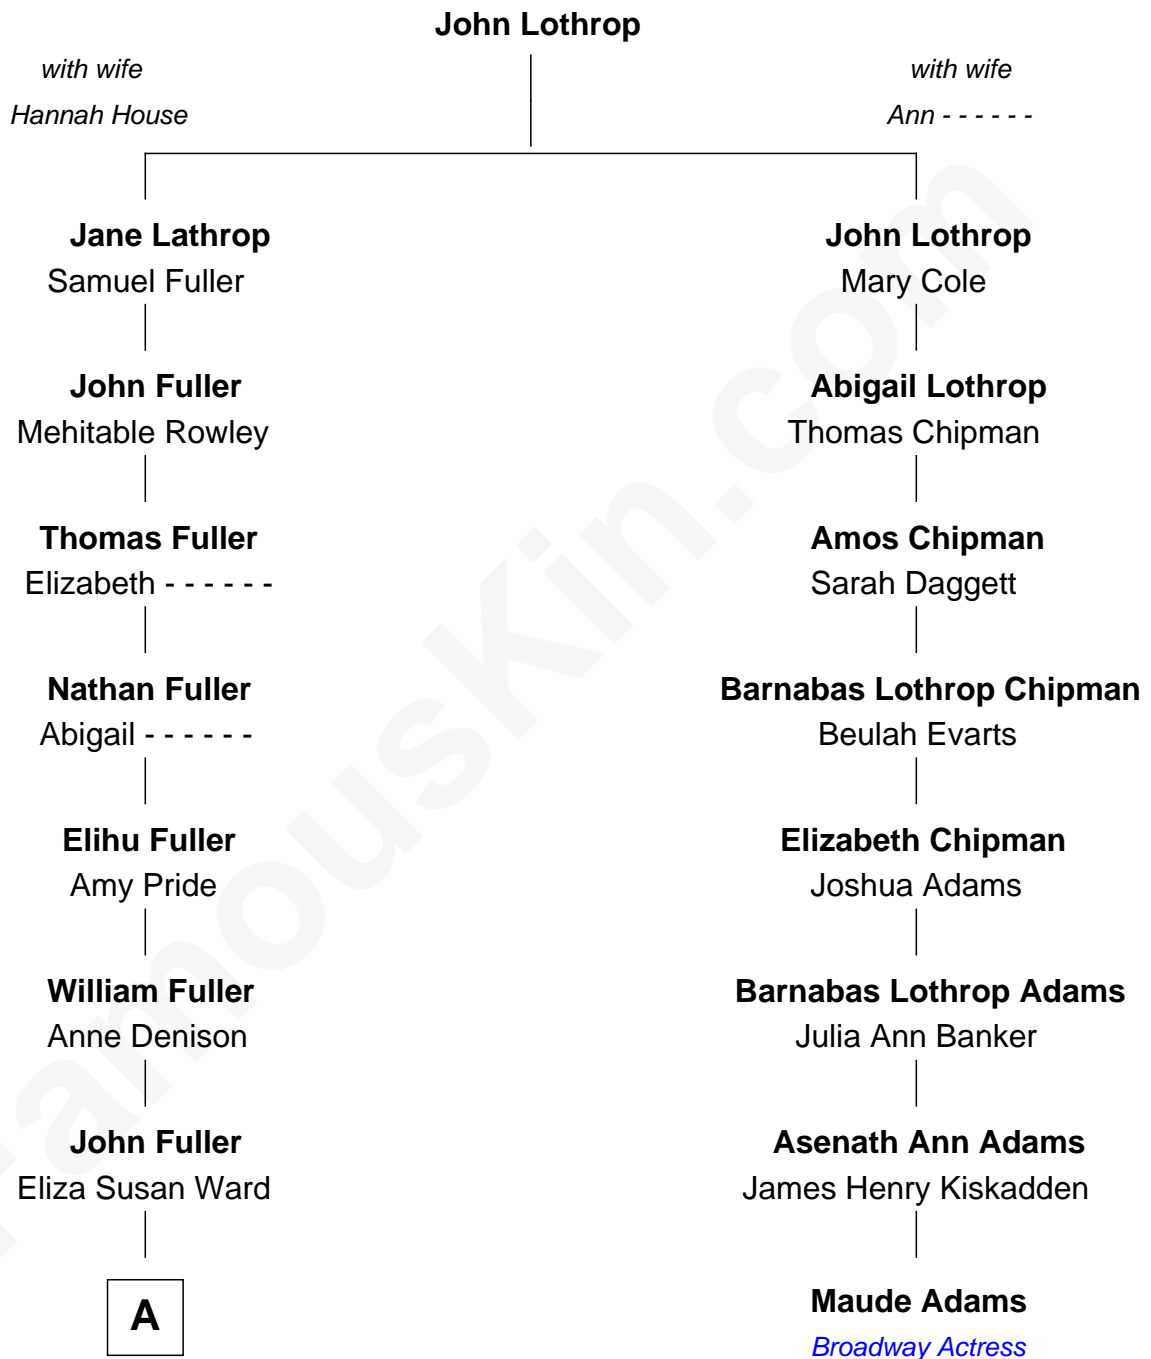 John Lothrop
with wife
Hannah House
with wife
Ann - - - - - -
Jane Lathrop
Samuel Fuller
John Lothrop
Mary Cole
John Fuller
Mehitable Rowley
Abigail Lothrop
Thomas Chipman
Thomas Fuller
Elizabeth - - - - - -
Amos Chipman
Sarah Daggett
Nathan Fuller
Abigail - - - - - -
Barnabas Lothrop Chipman
Beulah Evarts
Elihu Fuller
Amy Pride
Elizabeth Chipman
Joshua Adams
William Fuller
Anne Denison
Barnabas Lothrop Adams
Julia Ann Banker
John Fuller
Eliza Susan Ward
Asenath Ann Adams
James Henry Kiskadden
A
Maude Adams
Broadway Actress
FamousKin.com